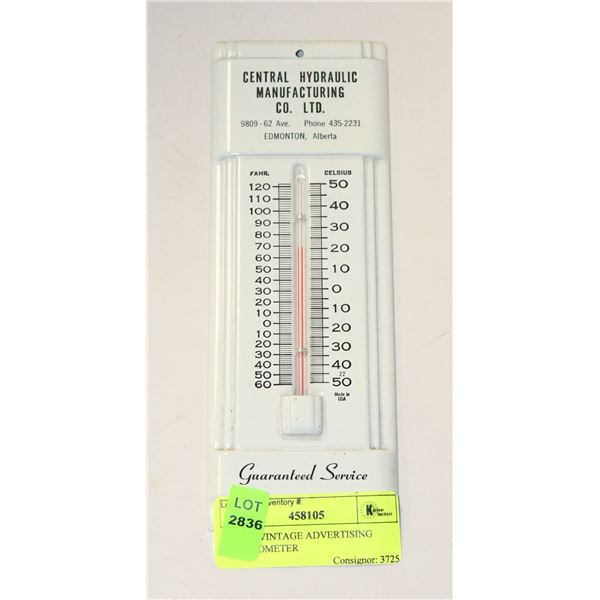 CENTRAL HYDRAULIC
MANUFACTURING
CO. LTD.
9809-62 Ave. Phone 435-2231
EDMONTON, Alberta
FAHR. CELSIUS
120 50
110
100 40
90
80 30
70 20
60
50 10
40
30 0
20
10 10
0
10 20
20
30 30
40 40
50 22
60 50
Made in
USA
Guaranteed Service
LOT
2836
ventory #:
458105
VINTAGE ADVERTISING
OMETER
Consignor: 3725